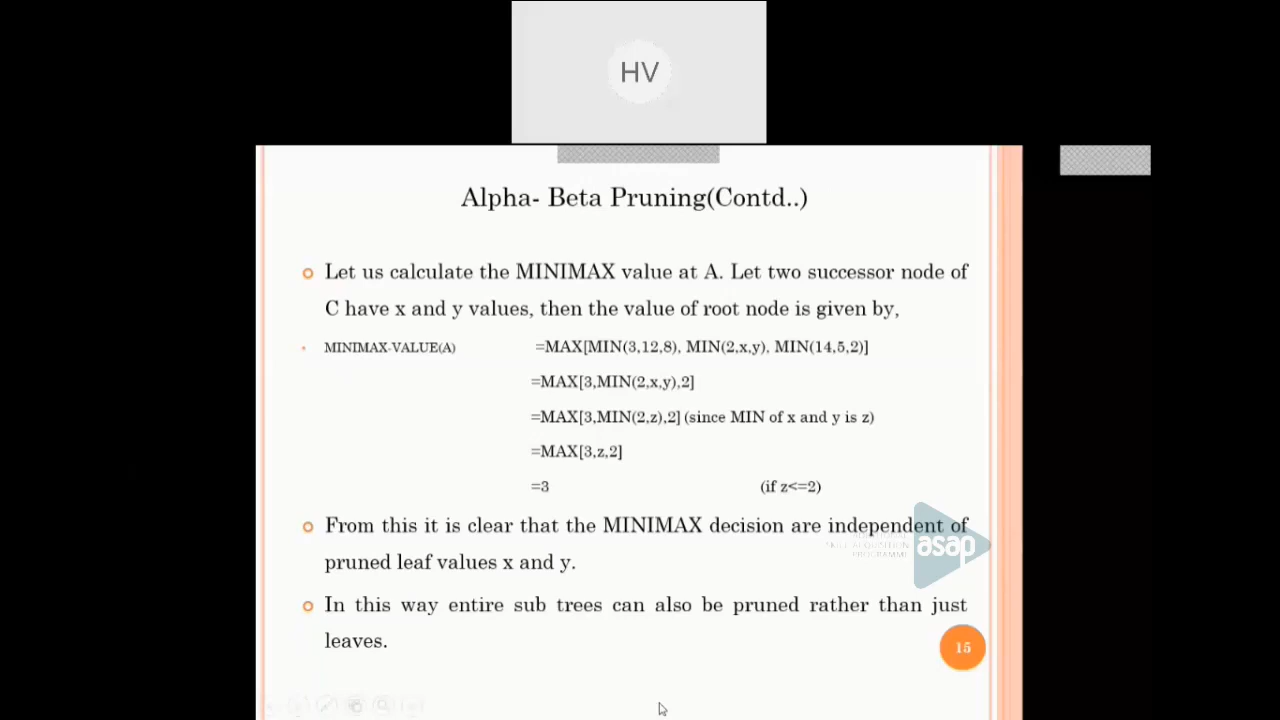 HV
Alpha- Beta Pruning(Contd..)
Let us calculate the MINIMAX value at A. Let two successor node of
C have x and y values, then the value of root node is given by,
MINIMAX-VALUE(A) =MAX[MIN(3,12,8), MIN(2,x,y), MIN(14,5,2)]
=MAX[3,MIN(2,x,y),2]
=MAX[3,MIN(2,z),2] (since MIN of x and y is z)
=MAX[3,z,2]
=3 (if z<=2)
From this it is clear that the MINIMAX decision are independent of
pruned leaf values x and y.
asap
PROGRAMME
In this way entire sub trees can also be pruned rather than just
leaves.
15